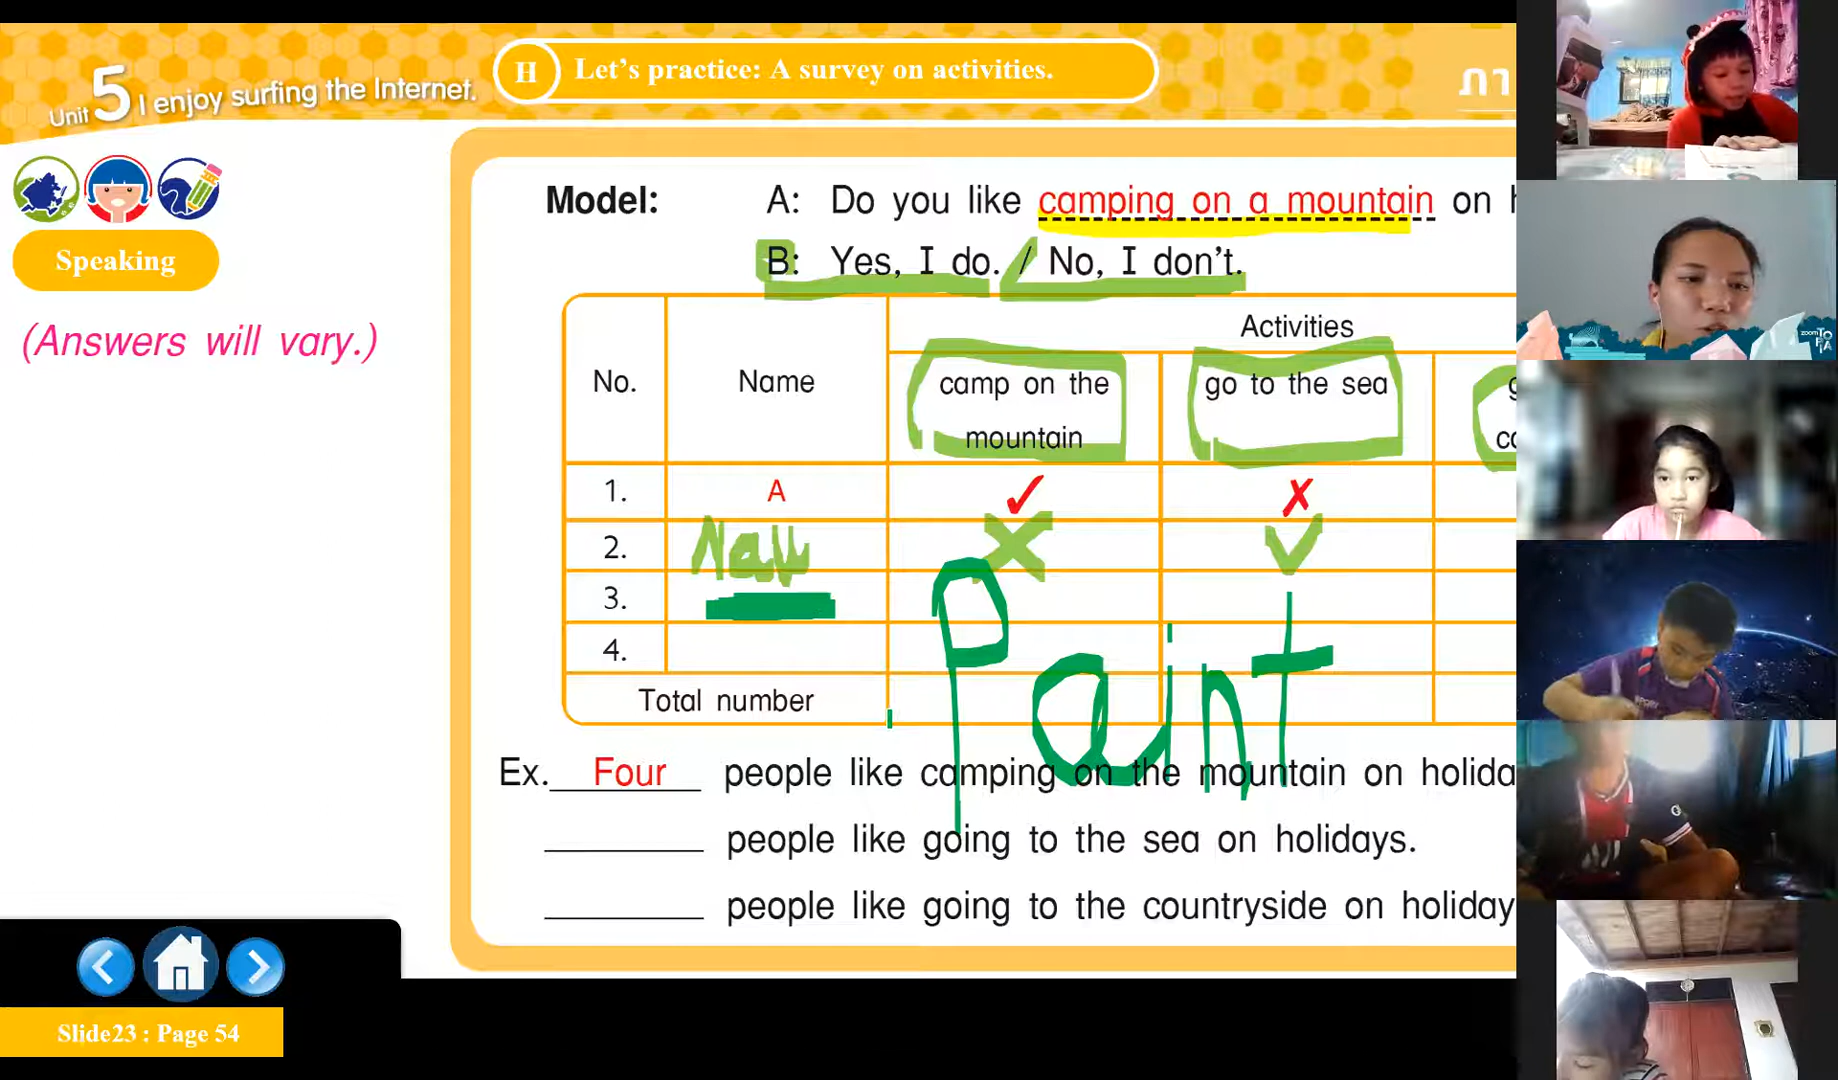 Unit 5 I enjoy surfing the Internet.
H Let's practice: A survey on activities.
ภา
Speaking
(Answers will vary.)
Model: A: Do you like camping on a mountain on h
B: Yes, I do. / No, I don't.
Activities
No. Name camp on the mountain go to the sea g
co
1. A ✓ ✗
2. Nau ✗ ✓
3.
4.
Paint
Total number
Ex. Four people like camping on the mountain on holida
people like going to the sea on holidays.
people like going to the countryside on holiday
Slide23 : Page 54
zoomTOPIA